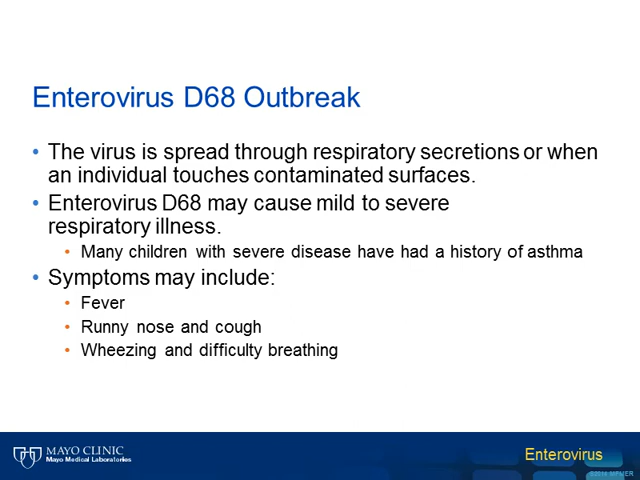 Enterovirus D68 Outbreak
• The virus is spread through respiratory secretions or when
an individual touches contaminated surfaces.
• Enterovirus D68 may cause mild to severe
respiratory illness.
• Many children with severe disease have had a history of asthma
• Symptoms may include:
• Fever
• Runny nose and cough
• Wheezing and difficulty breathing
MAYO CLINIC
Mayo Medical Laboratories
Enterovirus
MFMER